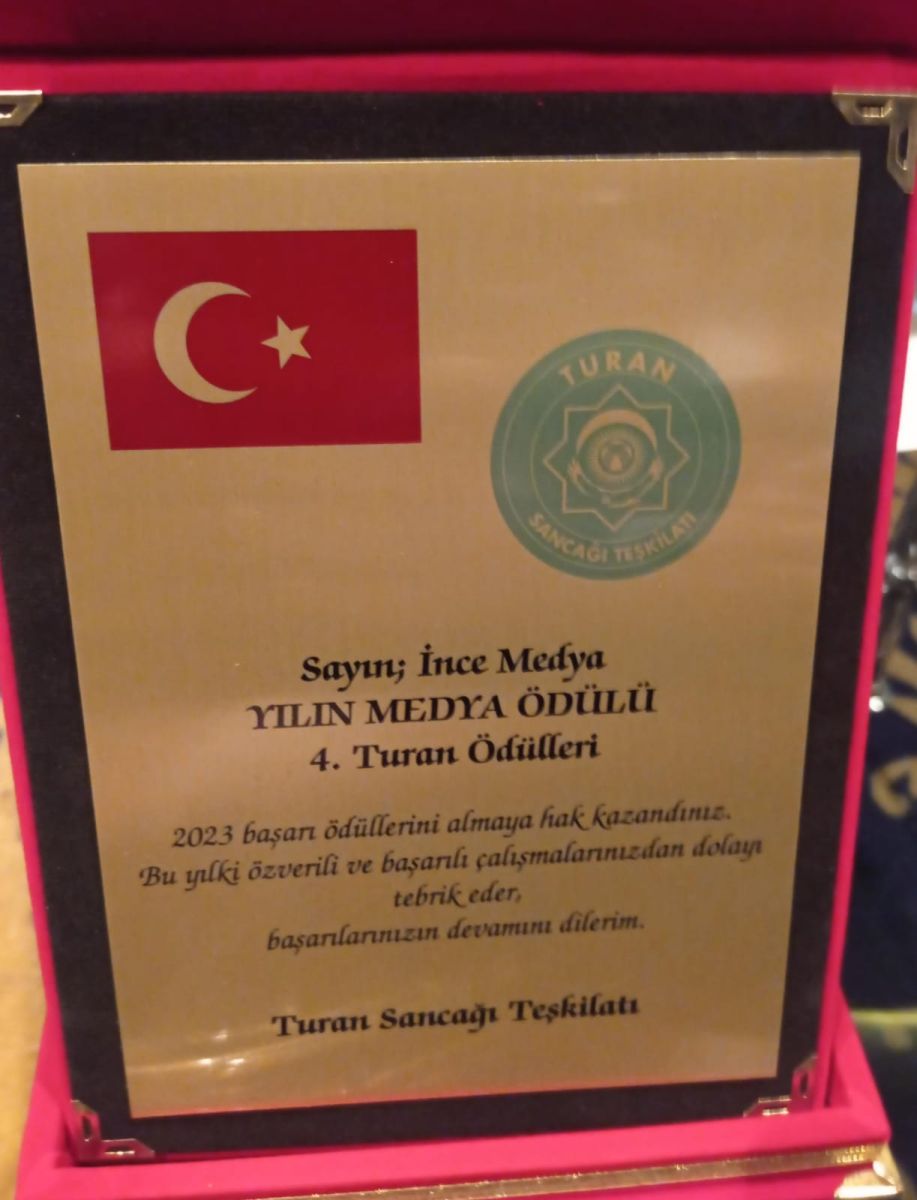 TURAN
SANCAĞI TEŞKİLATI
Sayın; İnce Medya
YILIN MEDYA ÖDÜLÜ
4. Turan Ödülleri
2023 başarı ödüllerini almaya hak kazandınız.
Bu yılki özverili ve başarılı çalışmalarınızdan dolayı
tebrik eder,
başarılarınızın devamını dilerim.
Turan Sancağı Teşkilatı